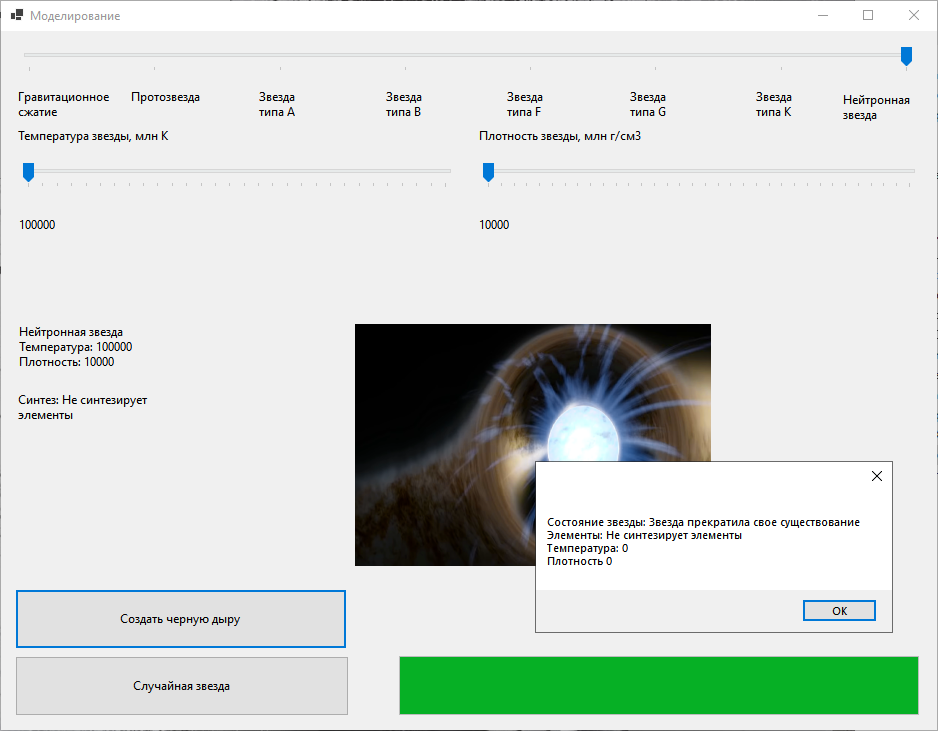 Моделирование
Гравитационное
сжатие
Протозвезда
Звезда
типа A
Звезда
типа B
Звезда
типа F
Звезда
типа G
Звезда
типа K
Нейтронная
звезда
Температура звезды, млн К
Плотность звезды, млн г/см3
100000
10000
Нейтронная звезда
Температура: 100000
Плотность: 10000
Синтез: Не синтезирует
элементы
Состояние звезды: Звезда прекратила свое существование
Элементы: Не синтезирует элементы
Температура: 0
Плотность 0
ОК
Создать черную дыру
Случайная звезда